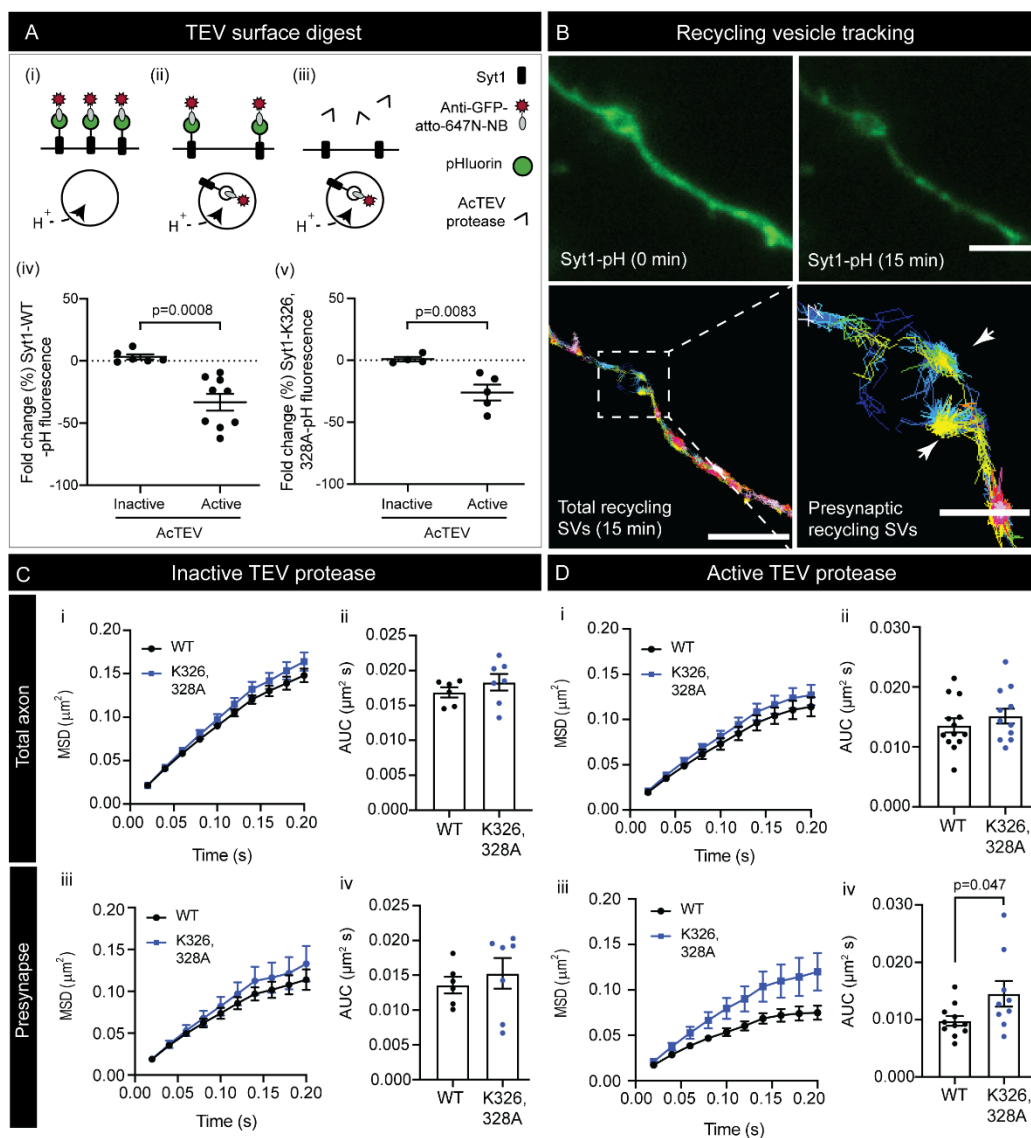 A
TEV surface digest
(i)
(ii)
(iii)
Syt1
Anti-GFP-
atto-647N-NB
pHluorin
AcTEV
protease
H+
H+
H+
(iv)
Fold change (%) Syt1-WT
-pH fluorescence
50
0
-50
-100
p=0.0008
Inactive
Active
AcTEV
(v)
Fold change (%) Syt1-K326,
328A-pH fluorescence
50
0
-50
-100
p=0.0083
Inactive
Active
AcTEV
B
Recycling vesicle tracking
Syt1-pH (0 min)
Syt1-pH (15 min)
Total recycling
SVs (15 min)
Presynaptic
recycling SVs
C
Inactive TEV protease
D
Active TEV protease
Total axon
Presynapse
i
MSD (μm²)
0.20
0.15
0.10
0.05
0.00
WT
K326,
328A
0.00 0.05 0.10 0.15 0.20
Time (s)
ii
AUC (μm² s)
0.025
0.020
0.015
0.010
0.005
0.000
WT
K326,
328A
i
MSD (μm²)
0.20
0.15
0.10
0.05
0.00
WT
K326,
328A
0.00 0.05 0.10 0.15 0.20
Time (s)
ii
AUC (μm² s)
0.030
0.020
0.010
0.000
WT
K326,
328A
iii
MSD (μm²)
0.20
0.15
0.10
0.05
0.00
WT
K326,
328A
0.00 0.05 0.10 0.15 0.20
Time (s)
iv
AUC (μm² s)
0.025
0.020
0.015
0.010
0.005
0.000
WT
K326,
328A
iii
MSD (μm²)
0.20
0.15
0.10
0.05
0.00
WT
K326,
328A
0.00 0.05 0.10 0.15 0.20
Time (s)
iv
p=0.047
AUC (μm² s)
0.030
0.020
0.010
0.000
WT
K326,
328A